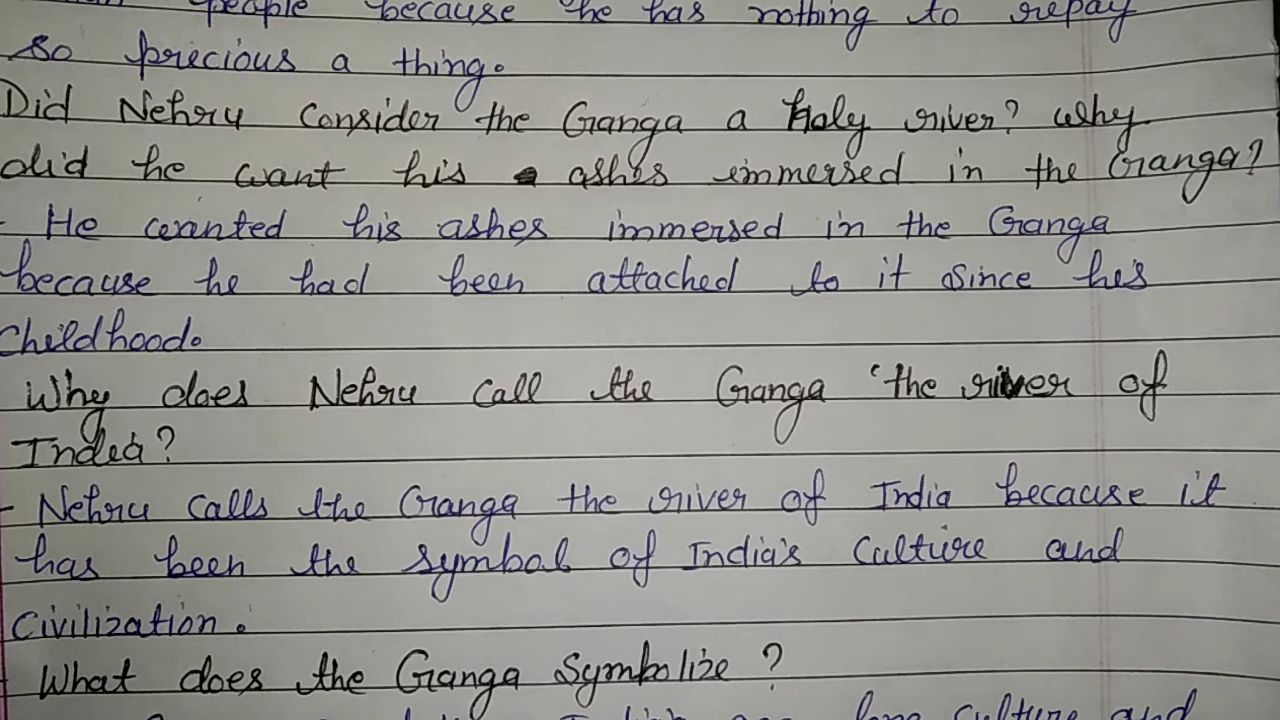 people because he has nothing to repay
so precious a thing.
Did Nehru consider the Ganga a Holy river? Why
did he want his ashes immersed in the Ganga?
- He wanted his ashes immersed in the Ganga
because he had been attached to it since his
childhood.
Why does Nehru call the Ganga 'the river of
India?
- Nehru calls the Ganga the river of India because it
has been the symbol of India's culture and
civilization.
What does the Ganga Symbolize?
long culture and